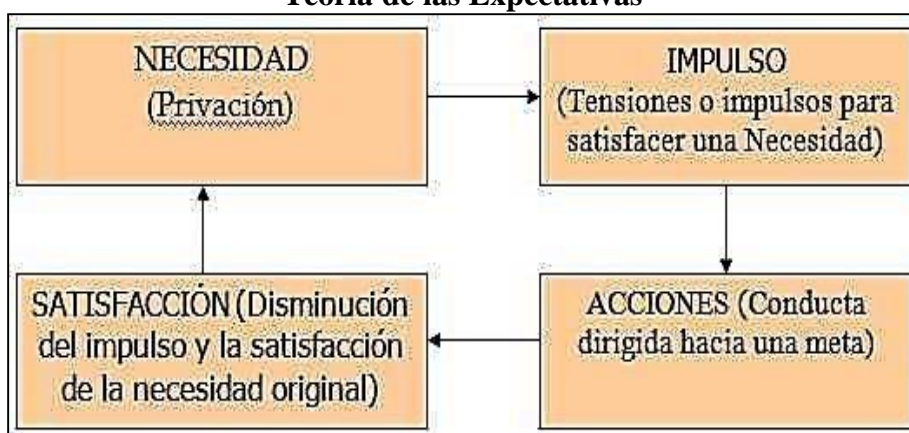 Teoría de las Expectativas
NECESIDAD
(Privación)
IMPULSO
(Tensiones o impulsos para
satisfacer una Necesidad)
SATISFACCIÓN (Disminución
del impulso y la satisfacción
de la necesidad original)
ACCIONES (Conducta
dirigida hacia una meta)